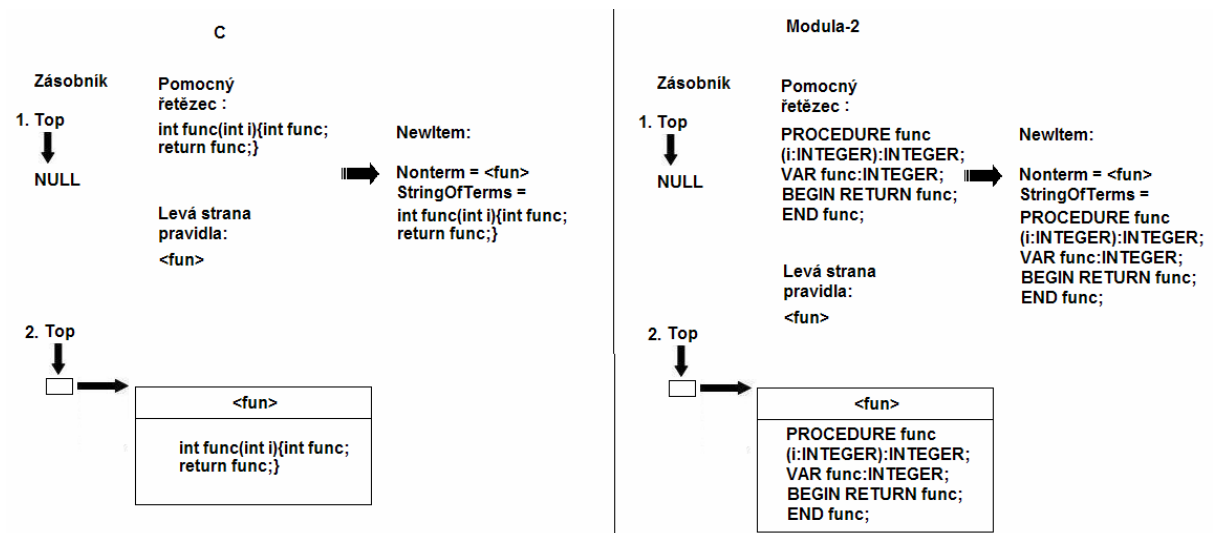 C
Zásobník
Pomocný
řetězec :
1. Top
int func(int i){int func;
return func;}
NULL
NewItem:
Nonterm = <fun>
StringOfTerms =
int func(int i){int func;
return func;}
Levá strana
pravidla:
<fun>
2. Top
<fun>
int func(int i){int func;
return func;}
Modula-2
Zásobník
Pomocný
řetězec :
1. Top
PROCEDURE func
(i:INTEGER):INTEGER;
VAR func:INTEGER;
BEGIN RETURN func;
END func;
NULL
NewItem:
Nonterm = <fun>
StringOfTerms =
PROCEDURE func
(i:INTEGER):INTEGER;
VAR func:INTEGER;
BEGIN RETURN func;
END func;
Levá strana
pravidla:
<fun>
2. Top
<fun>
PROCEDURE func
(i:INTEGER):INTEGER;
VAR func:INTEGER;
BEGIN RETURN func;
END func;